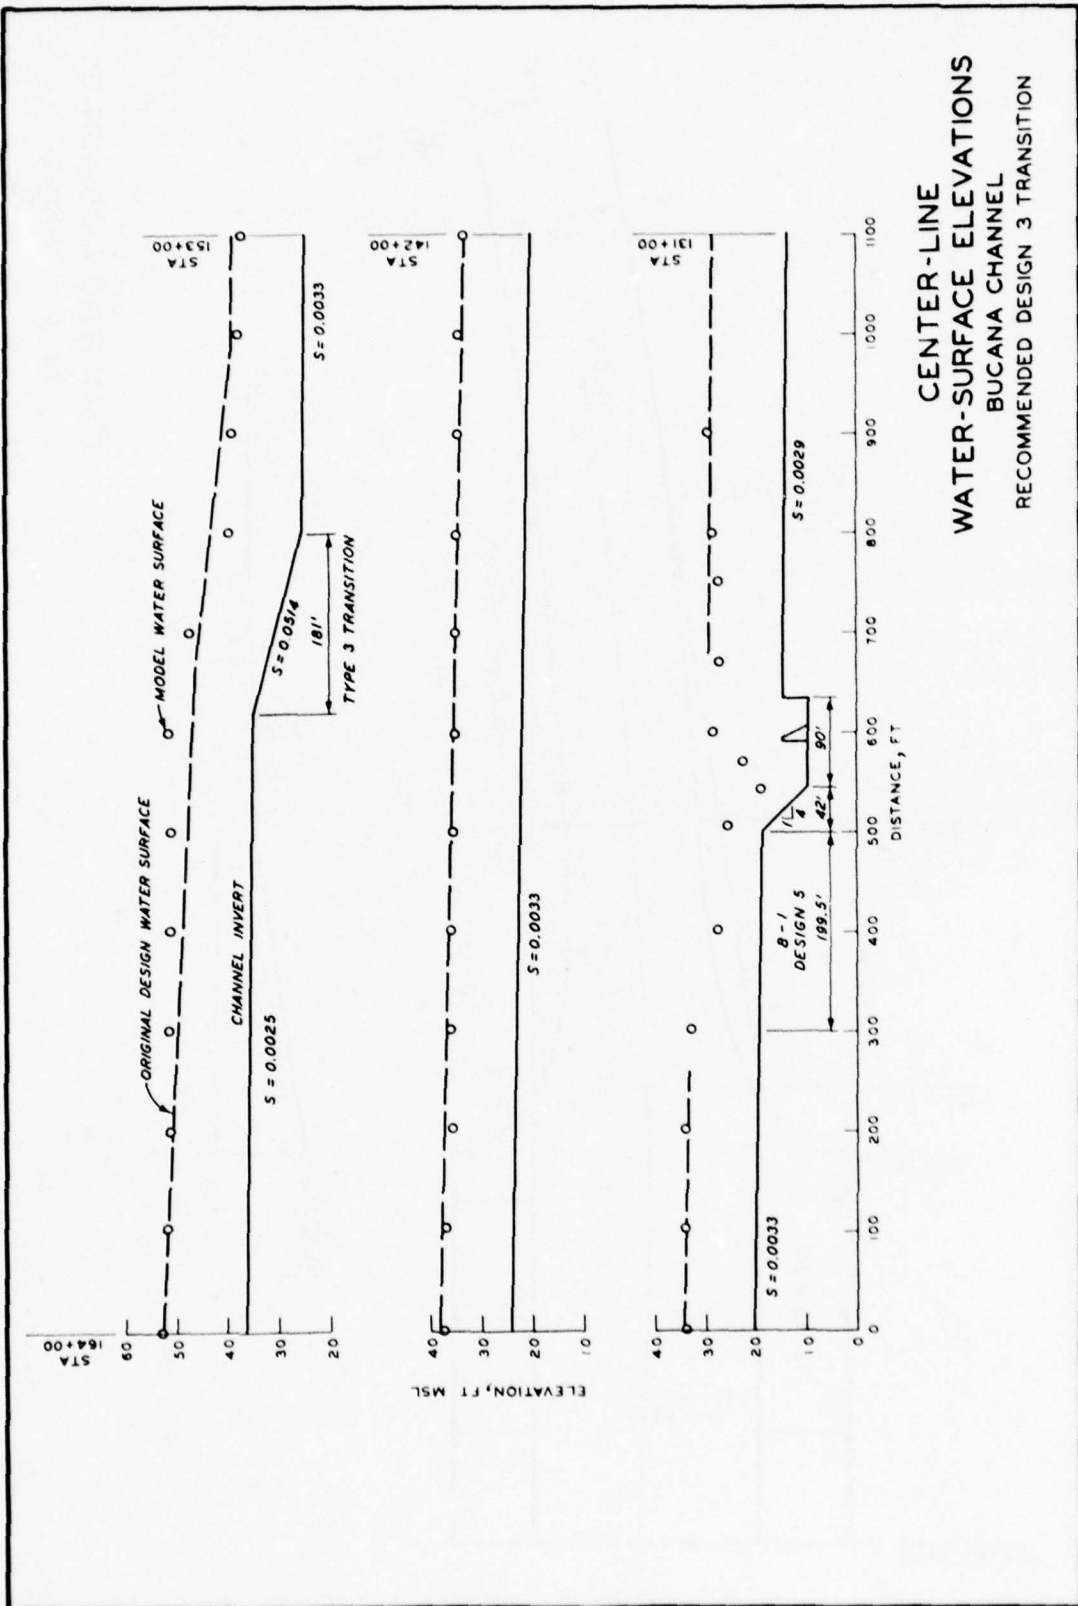 STA
164+00
60
50
40
30
20
ORIGINAL DESIGN WATER SURFACE
MODEL WATER SURFACE
STA
153+00
CHANNEL INVERT
S = 0.0025
S = 0.0514
181'
TYPE 3 TRANSITION
S = 0.0033
ELEVATION, FT MSL
40
30
20
10
STA
142+00
S = 0.0033
40
30
20
10
0
STA
131+00
S = 0.0033
B-1
DESIGN 5
199.5'
1
4
42'
90'
S = 0.0029
0
100
200
300
400
500
600
700
800
900
1000
1100
DISTANCE, FT
CENTER-LINE
WATER-SURFACE ELEVATIONS
BUCANA CHANNEL
RECOMMENDED DESIGN 3 TRANSITION